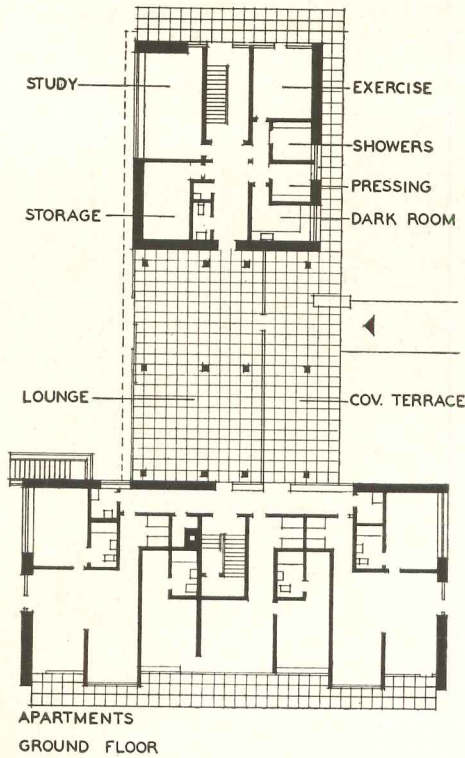 STUDY
EXERCISE
SHOWERS
PRESSING
STORAGE
DARK ROOM
LOUNGE
COV. TERRACE
APARTMENTS
GROUND FLOOR